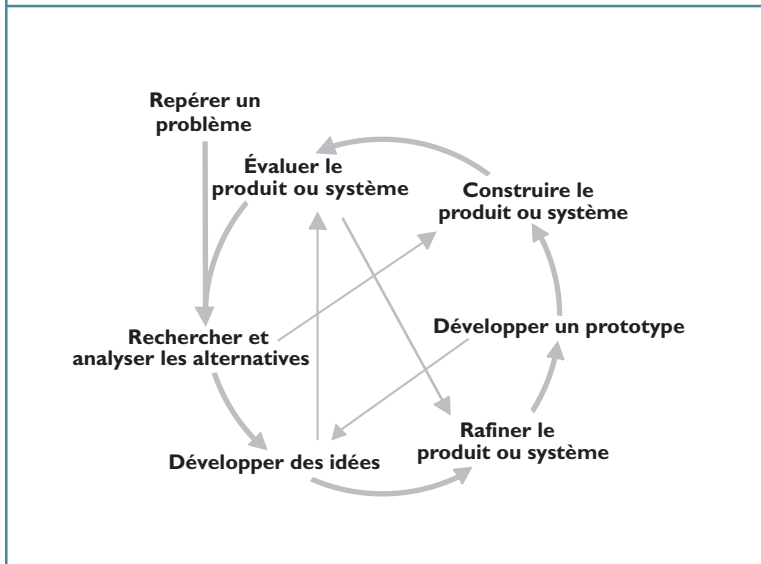 Repérer un
problème
Évaluer le
produit ou système
Construire le
produit ou système
Développer un prototype
Rechercher et
analyser les alternatives
Rafiner le
produit ou système
Développer des idées